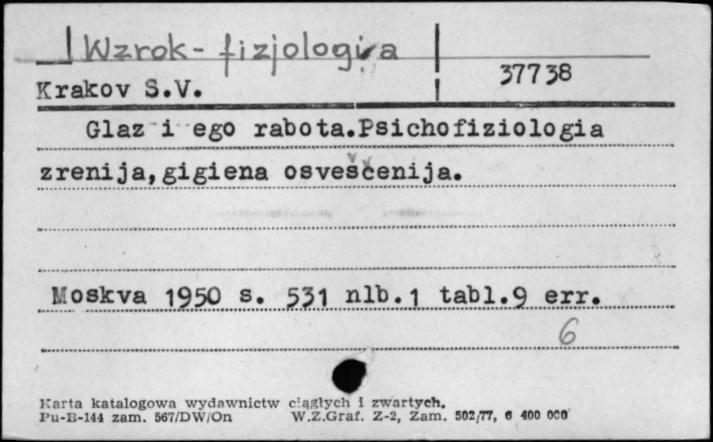 Wzrok - fizjologia
37738
Krakov S.V.
Glaz i ego rabota.Psichofiziologia
zrenija,gigiena osveščenija.
Moskva 1950 s. 531 nlb.1 tabl.9 err.
6
Karta katalogowa wydawnictw ciągłych i zwartych.
Pu-B-144 zam. 567/DW/On W.Z.Graf. Z-2, Zam. 502/77, 6 400 000